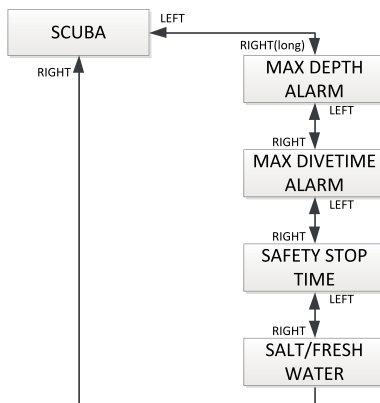 LEFT
SCUBA
RIGHT(long)
RIGHT
MAX DEPTH
ALARM
LEFT
RIGHT
MAX DIVETIME
ALARM
LEFT
RIGHT
SAFETY STOP
TIME
LEFT
RIGHT
SALT/FRESH
WATER